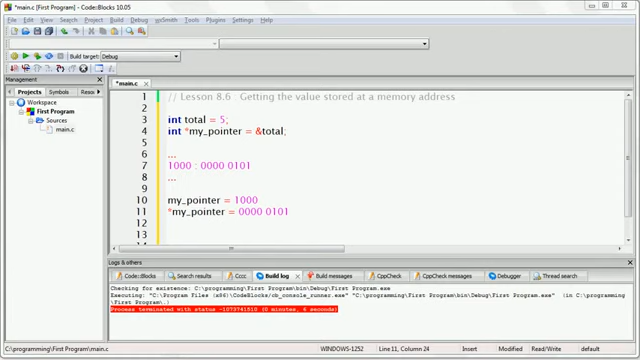 *main.c [First Program] - Code::Blocks 10.05
File Edit View Search Project Build Debug wxSmith Tools Plugins Settings Help
Build target: Debug
Management
Projects Symbols Resou
Workspace
First Program
Sources
main.c
*main.c
1 // Lesson 8.6 : Getting the value stored at a memory address
2
3 int total = 5;
4 int *my_pointer = &total;
5
6 ...
7 1000 : 0000 0101
8 ...
9
10 my_pointer = 1000
11 *my_pointer = 0000 0101
12
13
14
Logs & others
Code::Blocks Search results Cccc Build log Build messages CppCheck CppCheck messages Debugger Thread search
Checking for existence: C:\programming\First Program\bin\Debug\First Program.exe
Executing: "C:\Program Files (x86)\CodeBlocks/cb_console_runner.exe" "C:\programming\First Program\bin\Debug\First Program.exe" (in C:\programming\First Program\.)
Process terminated with status -1073741510 (0 minutes, 6 seconds)
C:\programming\First Program\main.c WINDOWS-1252 Line 11, Column 24 Insert Modified Read/Write default